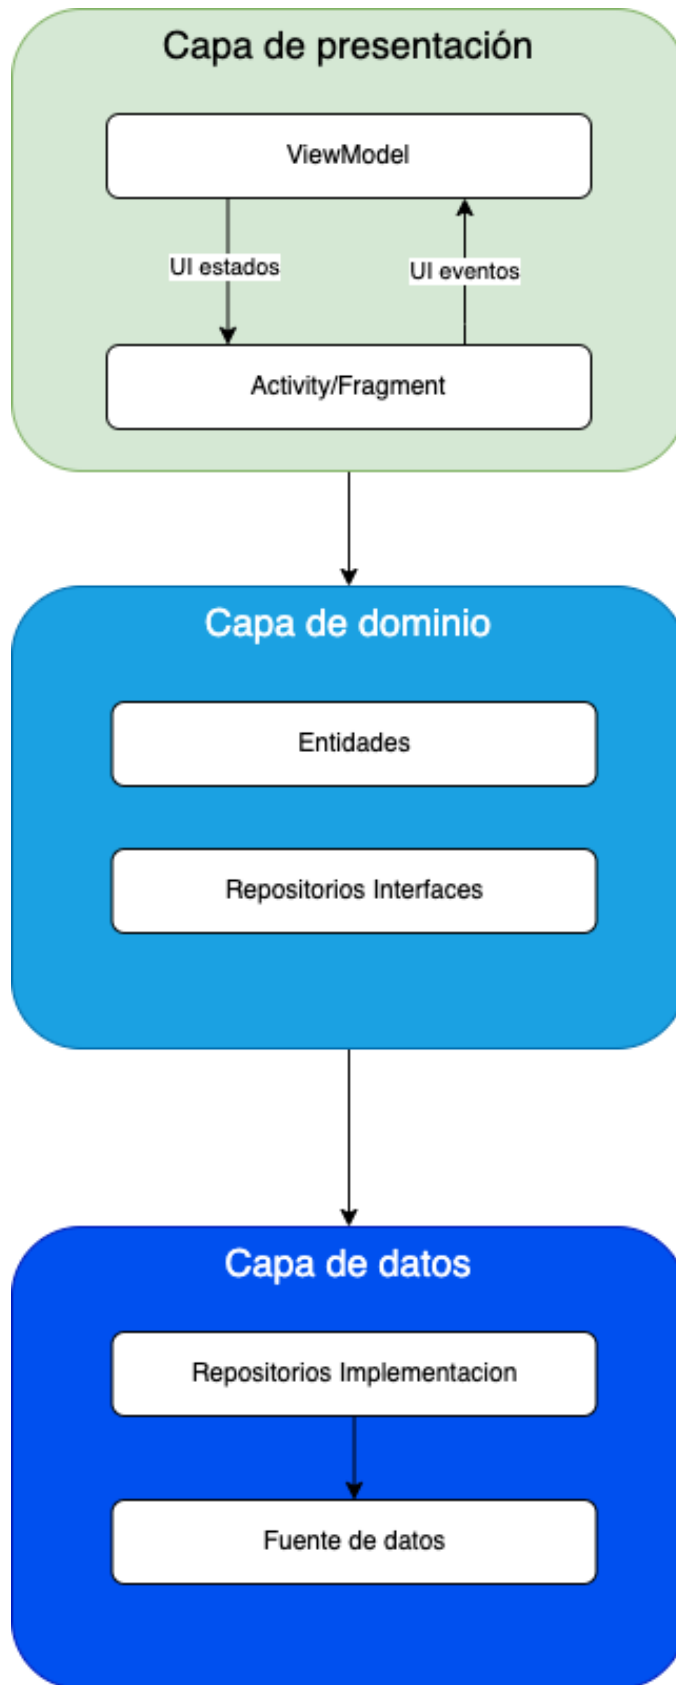 Capa de presentación
ViewModel
UI estados
UI eventos
Activity/Fragment
Capa de dominio
Entidades
Repositorios Interfaces
Capa de datos
Repositorios Implementacion
Fuente de datos